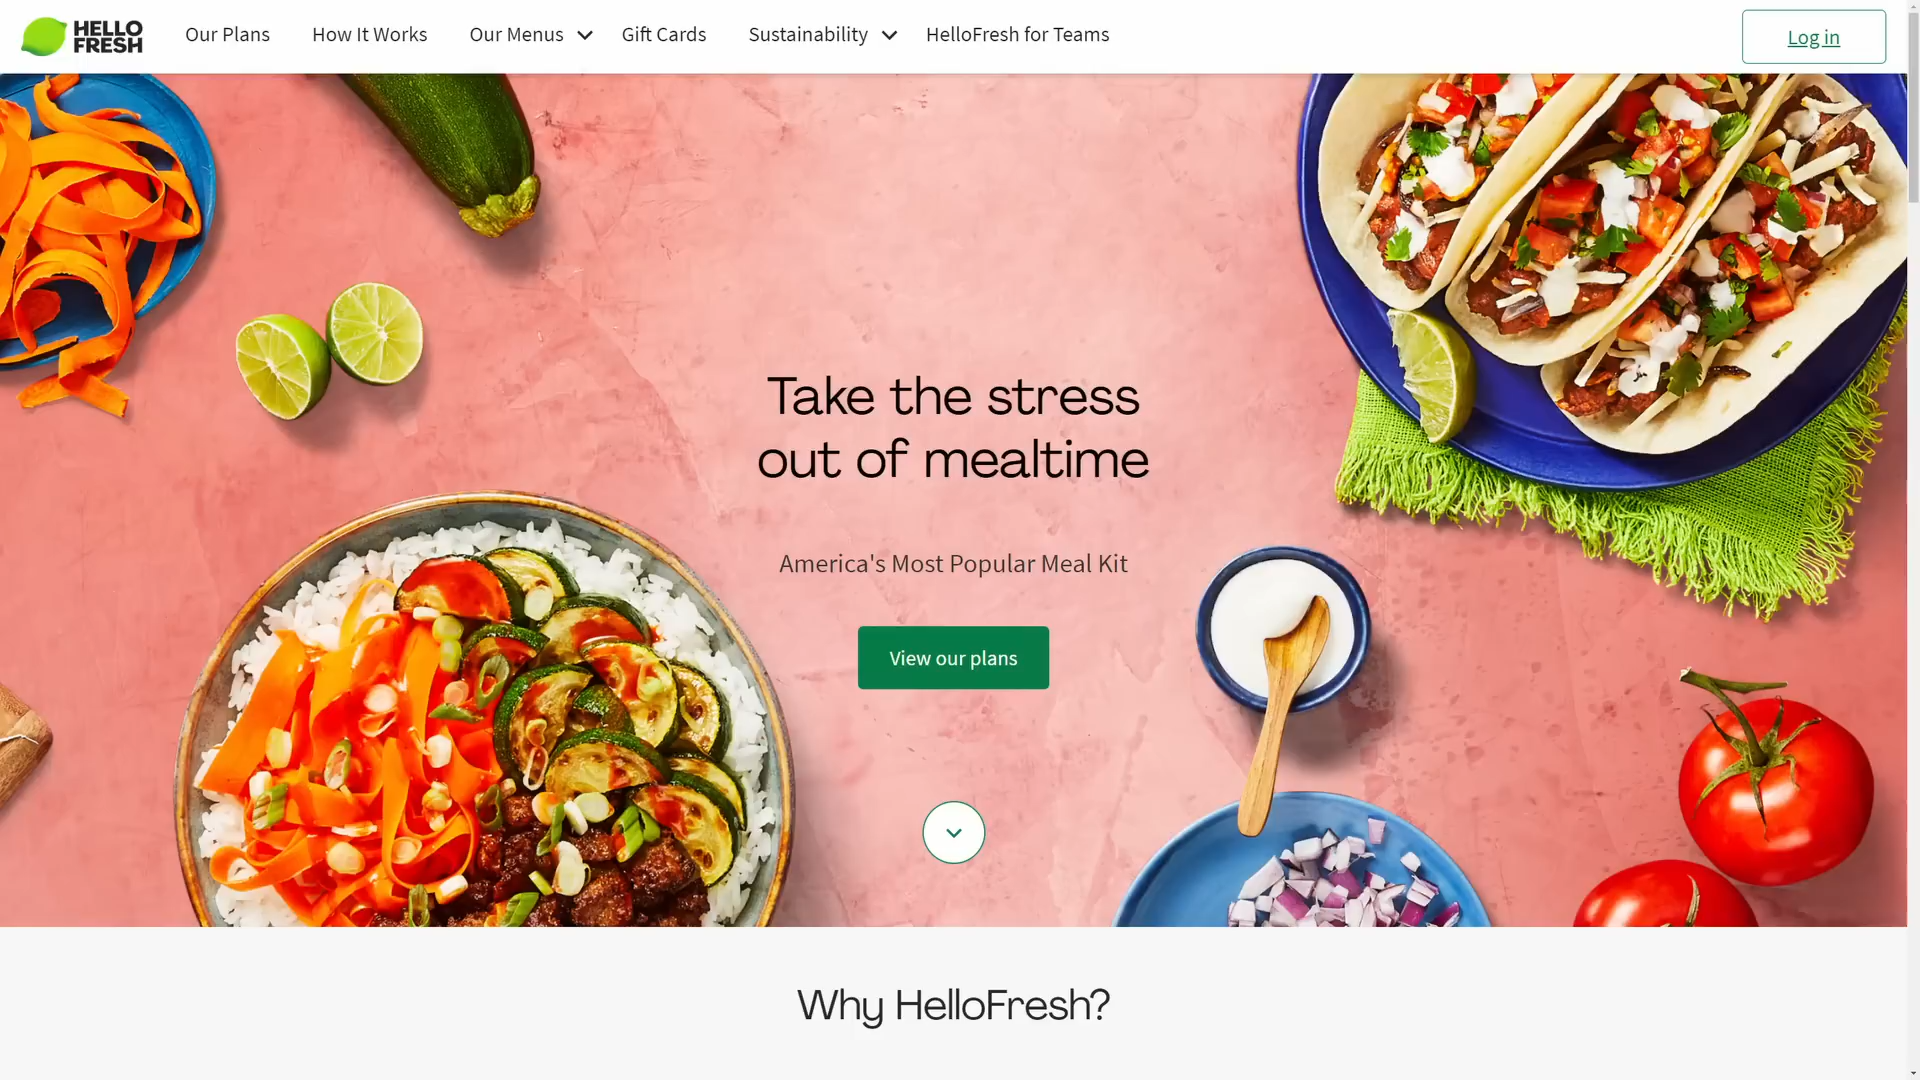 HELLO
FRESH
Our Plans
How It Works
Our Menus
Gift Cards
Sustainability
HelloFresh for Teams
Log in
Take the stress
out of mealtime
America's Most Popular Meal Kit
View our plans
Why HelloFresh?